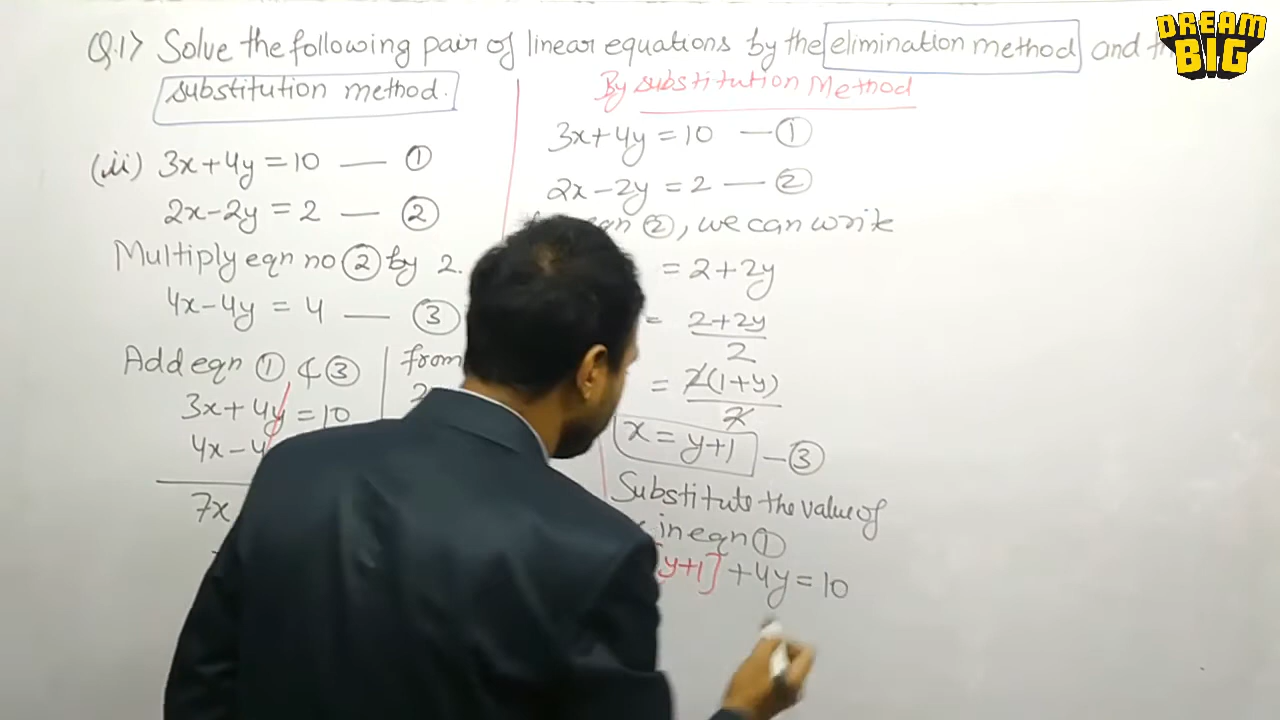 Q.1> Solve the following pair of linear equations by the elimination method and
substitution method.
(ii) 3x+4y=10 — ①
2x-2y=2 — ②
Multiply eqn no ② by 2.
4x-4y=4 — ③
Add eqn ① & ③
3x+4y=10
4x-4
7x
from
By substitution Method
3x+4y=10 — ①
2x-2y=2 — ②
eqn ②, we can write
=2+2y
= 2+2y
2
= 2(1+y)
2
x=y+1 — ③
Substitute the value of
in eqn ①
[y+1]+4y=10
DREAM
BIG